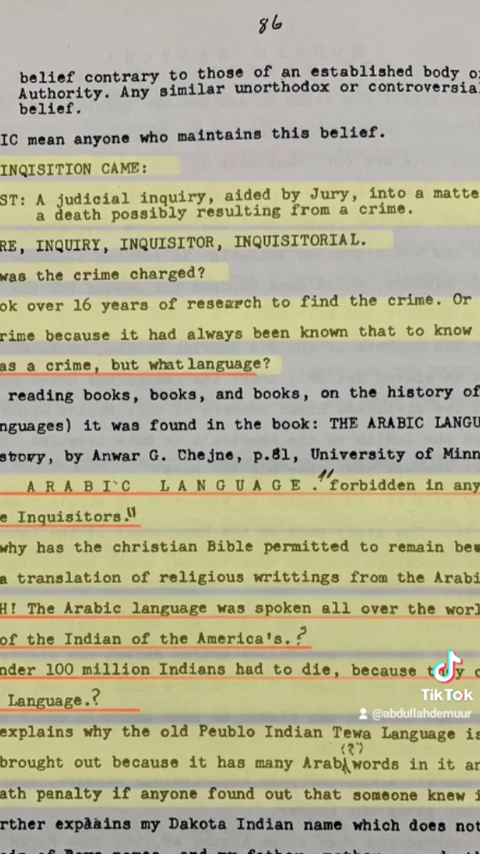 86
belief contrary to those of an established body o
Authority. Any similar unorthodox or controversia
belief.
IC mean anyone who maintains this belief.
INQISITION CAME:
ST: A judicial inquiry, aided by Jury, into a matte
a death possibly resulting from a crime.
RE, INQUIRY, INQUISITOR, INQUISITORIAL.
was the crime charged?
ok over 16 years of research to find the crime. Or
rime because it had always been known that to know
as a crime, but what language?
reading books, books, and books, on the history of
nguages) it was found in the book: THE ARABIC LANGU
story, by Anwar G. Chejne, p.81, University of Minn
A R A B I C L A N G U A G E ." forbidden in any
e Inquisitors."
why has the christian Bible permitted to remain
a translation of religious writtings from the Arabi
H! The Arabic language was spoken all over the worl
of the Indian of the America's.?
nder 100 million Indians had to die, because they
Language.?
explains why the old Peublo Indian Tewa Language is
(?)
brought out because it has many Arab words in it an
ath penalty if anyone found out that someone knew i
rther explains my Dakota Indian name which does not
TikTok
@abdullahdemuur